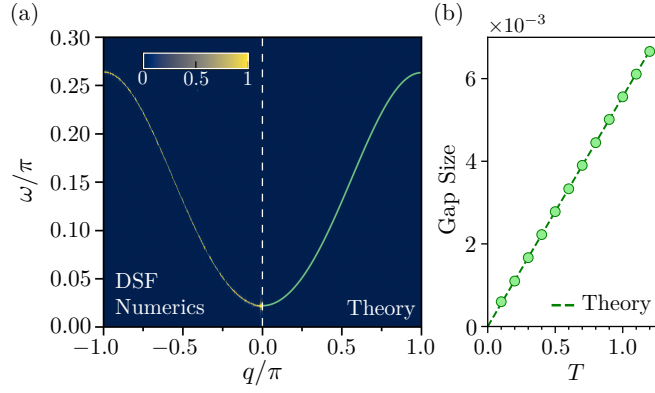 (a)
(b)
×10⁻³
0.30
0.25
0.20
0.15
0.10
0.05
0.00
ω/π
0 0.5 1
DSF
Numerics
Theory
−1.0 −0.5 0.0 0.5 1.0
q/π
6
4
2
0
Gap Size
Theory
0.0 0.5 1.0
T